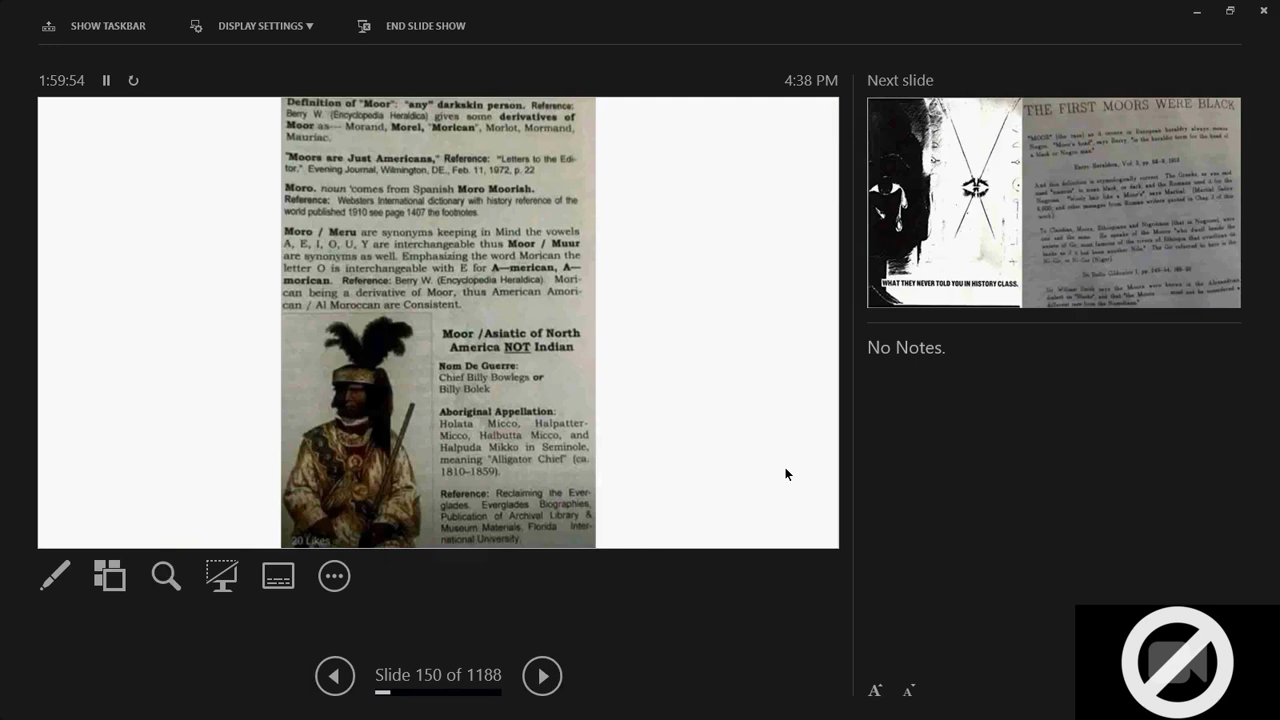 SHOW TASKBAR
DISPLAY SETTINGS ▼
END SLIDE SHOW
1:59:54
4:38 PM
Definition of "Moor": "any" darkskin person. Reference:
Berry W. (Encyclopedia Heraldica) gives some derivatives of
Moor as--- Morand, Morel, "Morican", Morlot, Mormand,
Mauriac.
"Moors are Just Americans," Reference: "Letters to the Edi-
tor." Evening Journal, Wilmington, DE., Feb. 11, 1972, p. 22
Moro. noun 'comes from Spanish Moro Moorish.
Reference: Websters International dictionary with history reference of the
world published 1910 see page 1407 the footnotes.
Moro / Meru are synonyms keeping in Mind the vowels
A, E, I, O, U, Y are interchangeable thus Moor / Muur
are synonyms as well. Emphasizing the word Morican the
letter O is interchangeable with E for A—merican, A—
morican. Reference: Berry W. (Encyclopedia Heraldica). Mori-
can being a derivative of Moor, thus American Amori-
can / Al Moroccan are Consistent.
Moor /Asiatic of North
America NOT Indian
Nom De Guerre:
Chief Billy Bowlegs or
Billy Bolek
Aboriginal Appellation:
Holata Micco, Halpatter-
Micco, Halbutta Micco, and
Halpuda Mikko in Seminole,
meaning "Alligator Chief" (ca.
1810–1859).
Reference: Reclaiming the Ever-
glades. Everglades Biographies,
Publication of Archival Library &
Museum Materials. Florida Inter-
national University.
20 Likes
Slide 150 of 1188
Next slide
WHAT THEY NEVER TOLD YOU IN HISTORY CLASS.
THE FIRST MOORS WERE BLACK
No Notes.
A
A